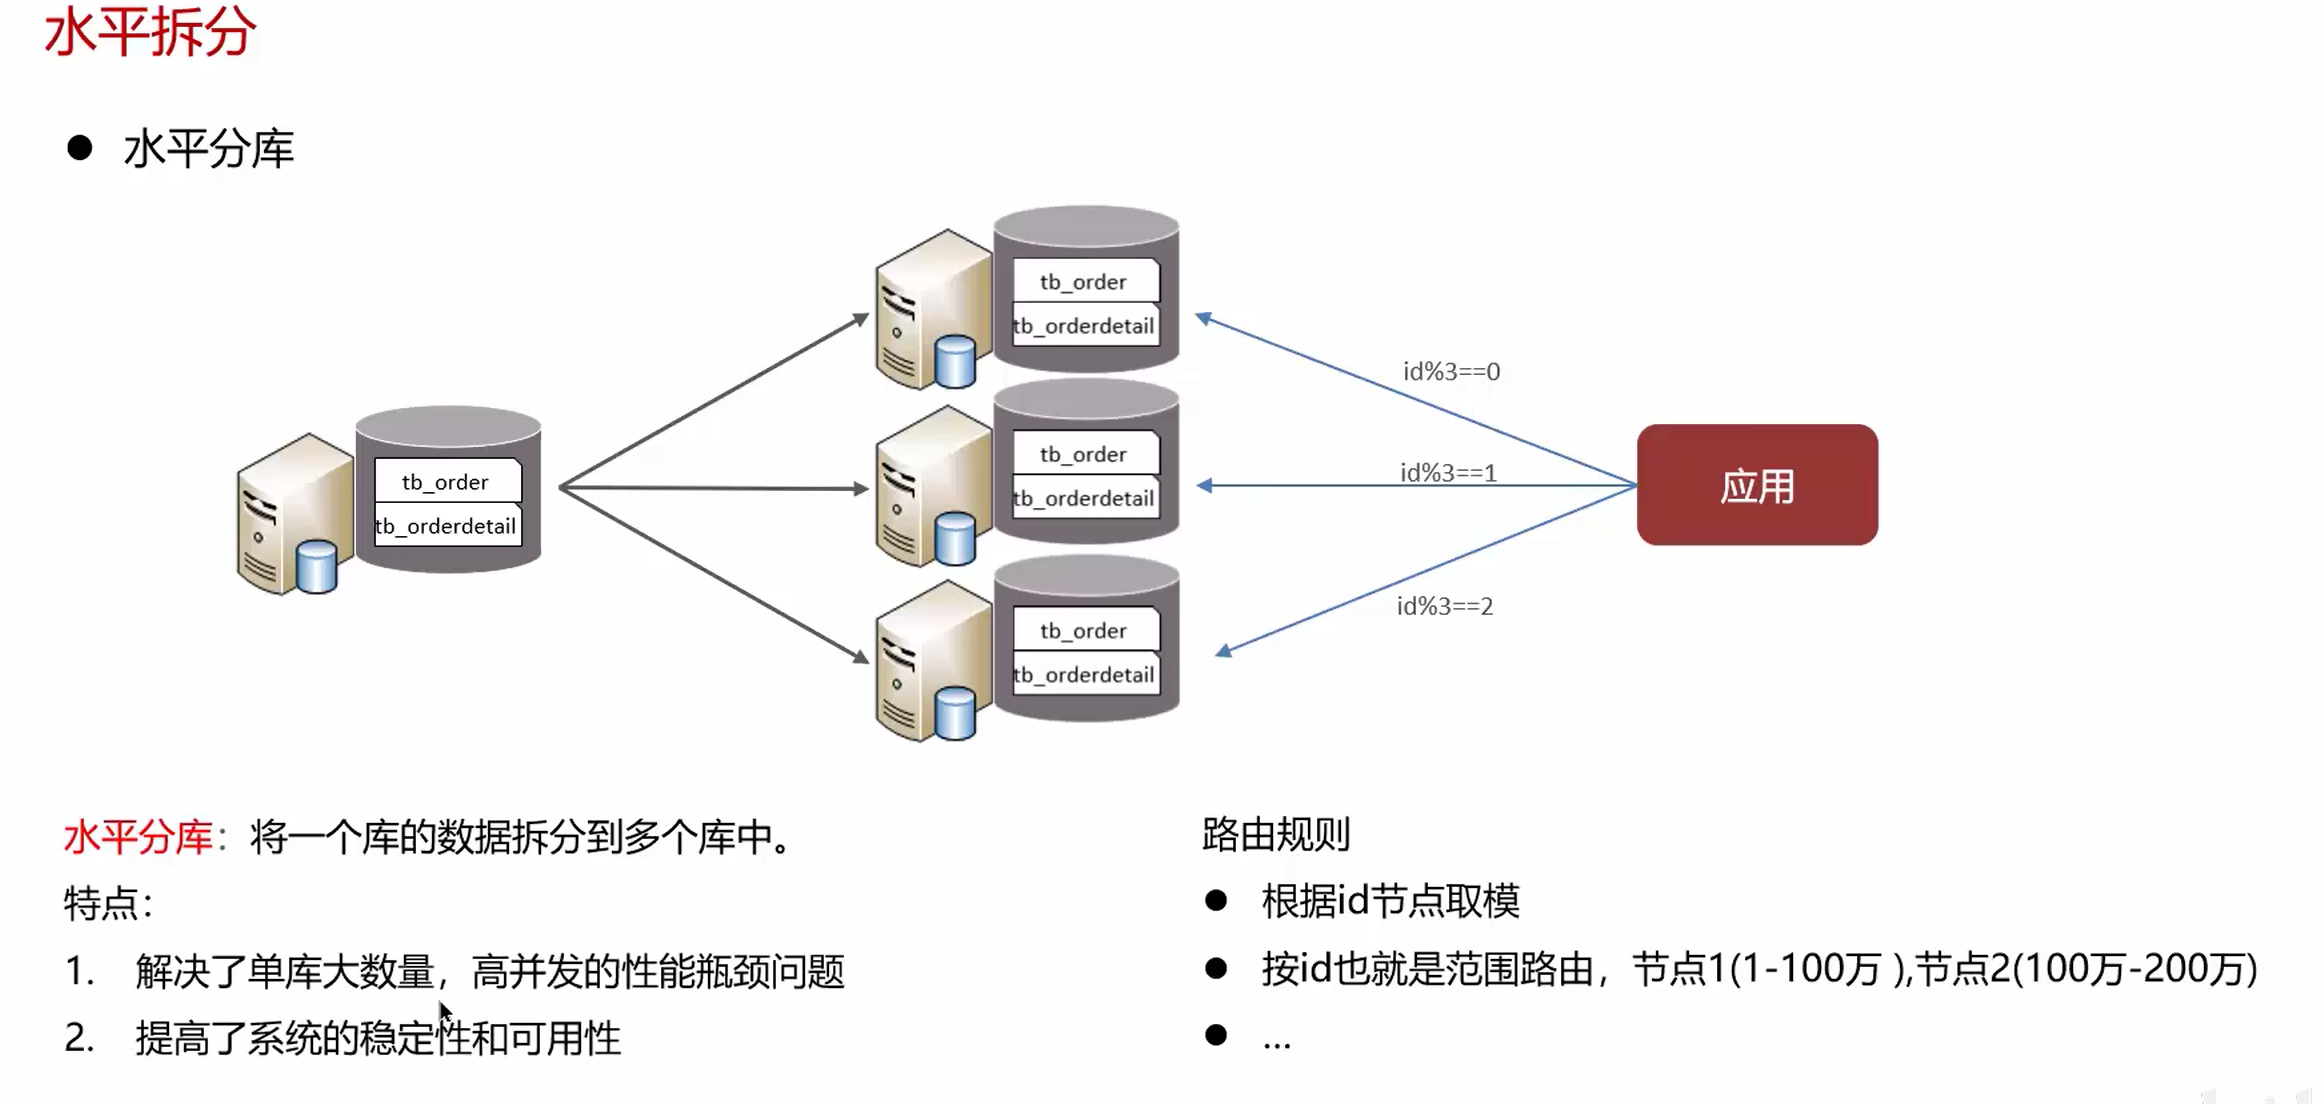 水平拆分
● 水平分库
tb_order
tb_orderdetail
tb_order
tb_orderdetail
tb_order
tb_orderdetail
tb_order
tb_orderdetail
id%3==0
id%3==1
id%3==2
应用
水平分库：将一个库的数据拆分到多个库中。
特点：
1. 解决了单库大数量，高并发的性能瓶颈问题
2. 提高了系统的稳定性和可用性
路由规则
● 根据id节点取模
● 按id也就是范围路由，节点1(1-100万 ),节点2(100万-200万)
● ...